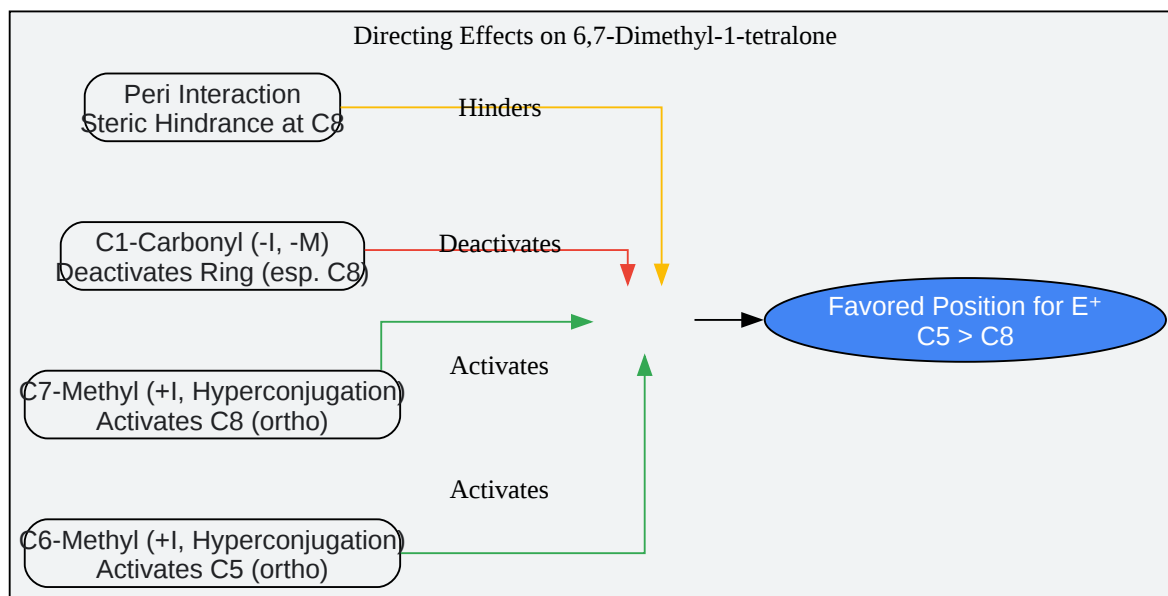 Directing Effects on 6,7-Dimethyl-1-tetralone
Peri Interaction
Steric Hindrance at C8
Hinders
C1-Carbonyl (-I, -M)
Deactivates Ring (esp. C8)
Deactivates
Favored Position for E⁺
C5 > C8
Activates
C7-Methyl (+I, Hyperconjugation)
Activates C8 (ortho)
Activates
C6-Methyl (+I, Hyperconjugation)
Activates C5 (ortho)